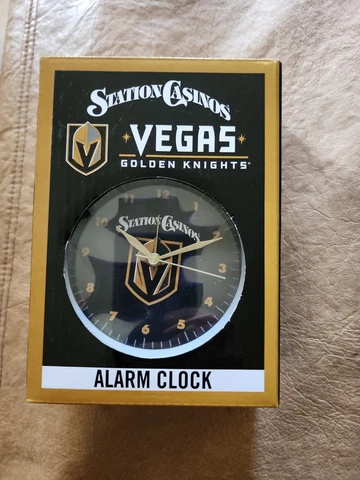 STATION CASINOS
VEGAS
GOLDEN KNIGHTS®
STATION CASINOS
12
1
2
3
4
5
6
7
8
9
10
11
ALARM CLOCK